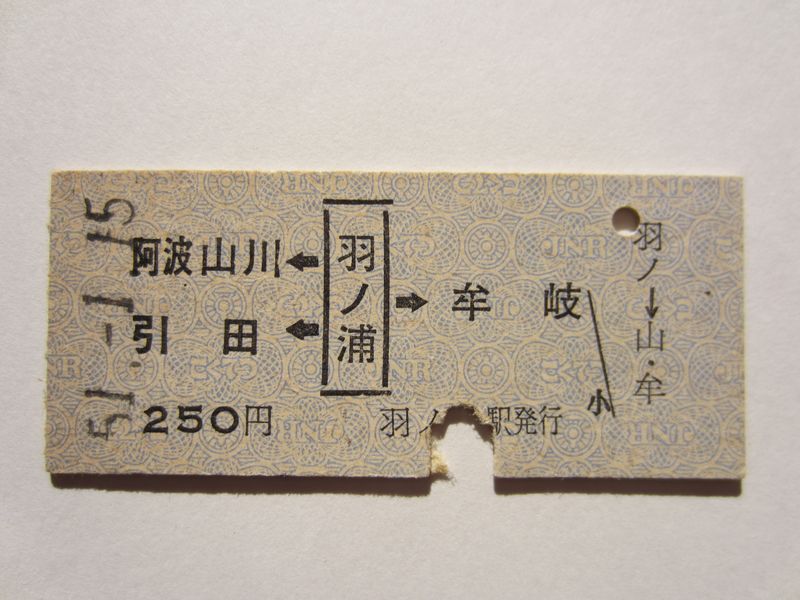 51.-1.15
阿波山川 ← 羽ノ浦 → 牟岐
引田 ←
250円
羽ノ 駅発行
小
羽ノ→山・牟
JNR